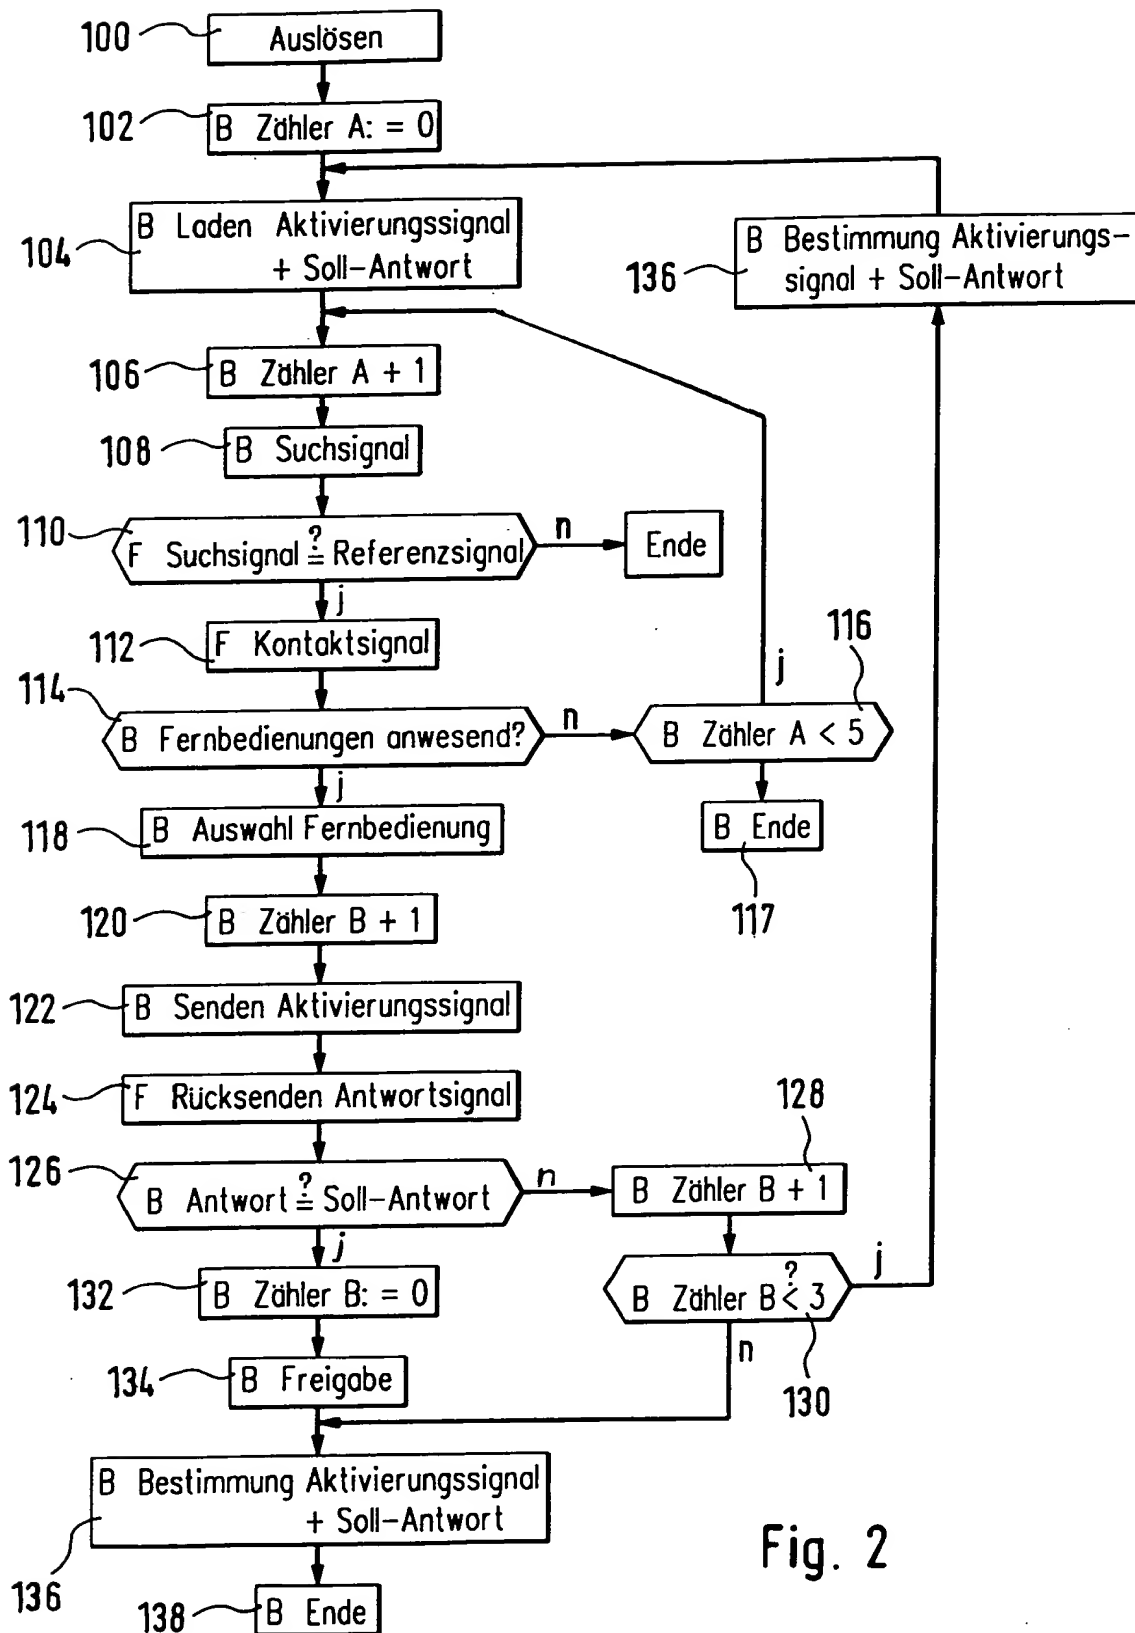 100 Auslösen
102 B Zähler A: = 0
104 B Laden Aktivierungssignal
+ Soll-Antwort
136 B Bestimmung Aktivierungs-
signal + Soll-Antwort
106 B Zähler A + 1
108 B Suchsignal
110 F Suchsignal ≟ Referenzsignal
n
Ende
j
112 F Kontaktsignal
114 B Fernbedienungen anwesend?
n
116 B Zähler A < 5
j
B Ende
117
j
118 B Auswahl Fernbedienung
120 B Zähler B + 1
122 B Senden Aktivierungssignal
124 F Rücksenden Antwortsignal
126 B Antwort ≟ Soll-Antwort
n
128 B Zähler B + 1
j
132 B Zähler B: = 0
?
B Zähler B < 3
j
130
n
134 B Freigabe
136 B Bestimmung Aktivierungssignal
+ Soll-Antwort
138 B Ende
Fig. 2